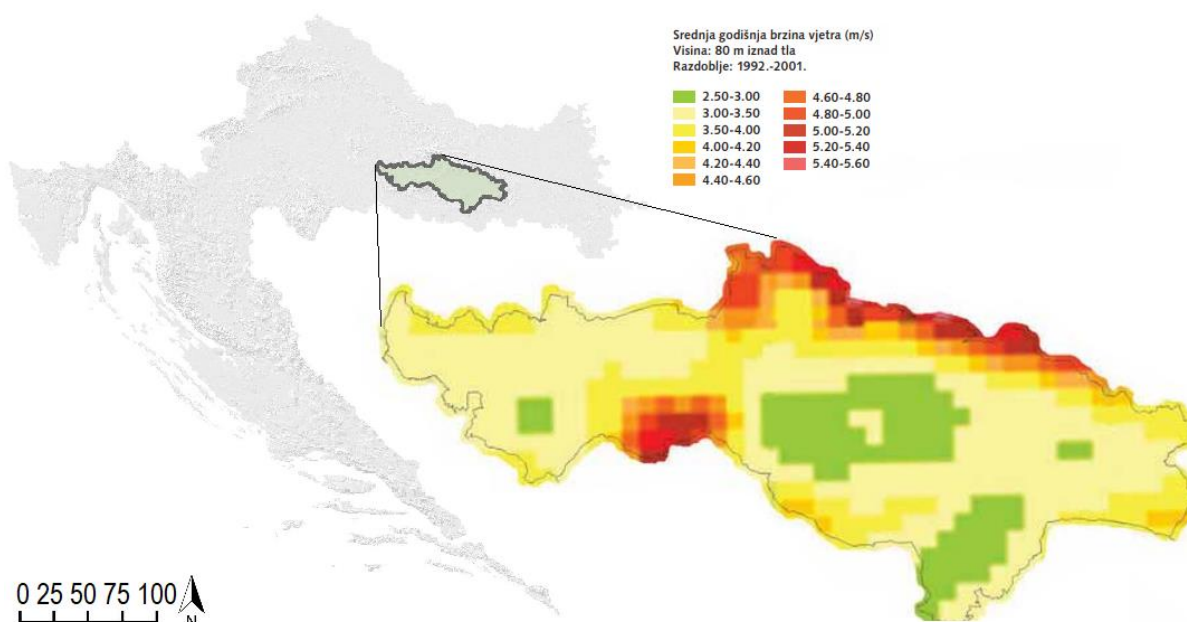 Srednja godišnja brzina vjetra (m/s)
Visina: 80 m iznad tla
Razdoblje: 1992.-2001.
2.50-3.00
3.00-3.50
3.50-4.00
4.00-4.20
4.20-4.40
4.40-4.60
4.60-4.80
4.80-5.00
5.00-5.20
5.20-5.40
5.40-5.60
0 25 50 75 100
N